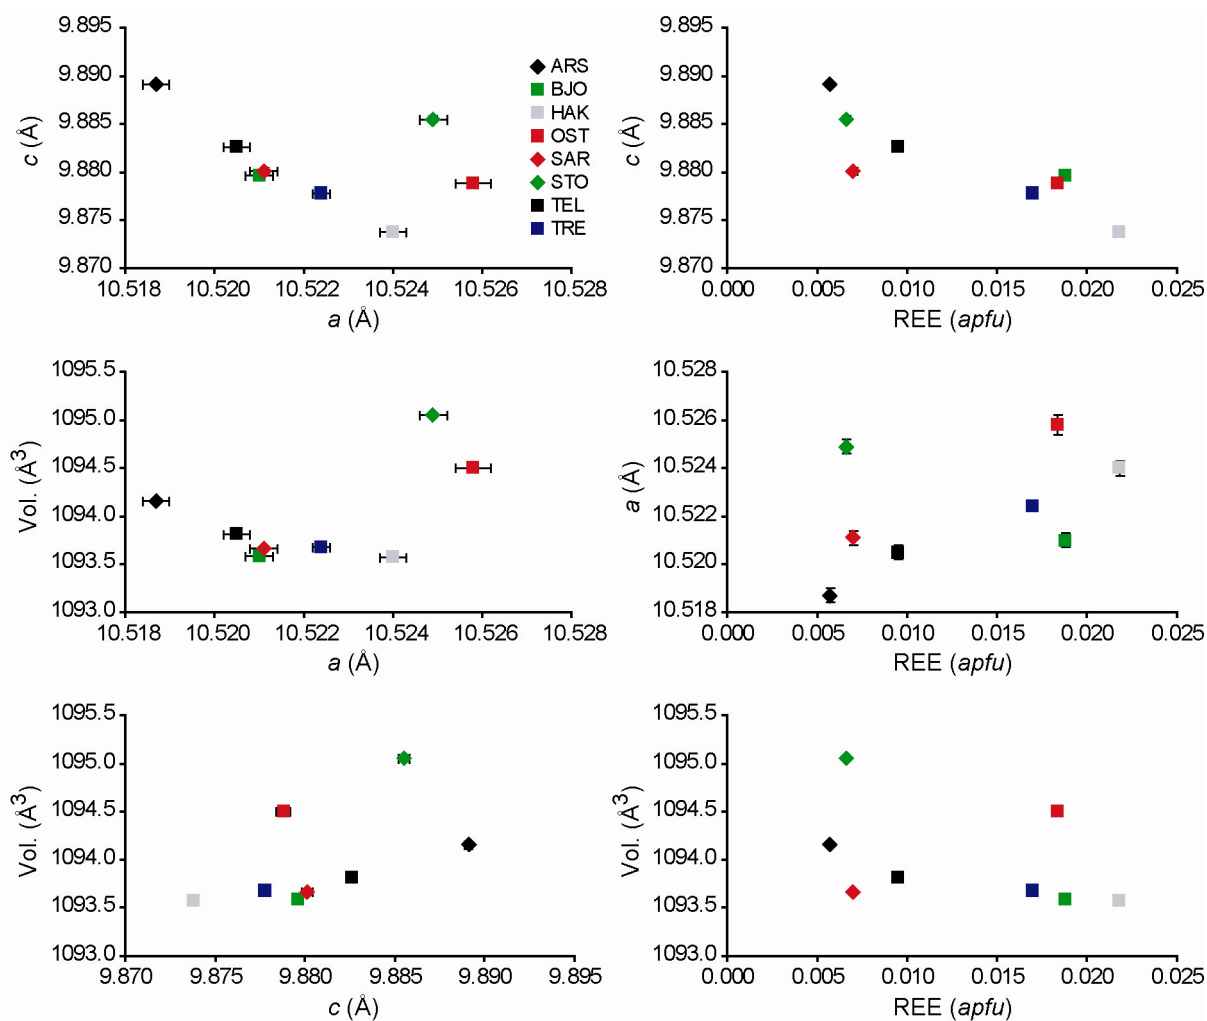 9.895
9.890
9.885
9.880
9.875
9.870
c (Å)
10.518 10.520 10.522 10.524 10.526 10.528
a (Å)
ARS
BJO
HAK
OST
SAR
STO
TEL
TRE
9.895
9.890
9.885
9.880
9.875
9.870
c (Å)
0.000 0.005 0.010 0.015 0.020 0.025
REE (apfu)
1095.5
1095.0
1094.5
1094.0
1093.5
1093.0
Vol. (Å³)
10.518 10.520 10.522 10.524 10.526 10.528
a (Å)
10.528
10.526
10.524
10.522
10.520
10.518
a (Å)
0.000 0.005 0.010 0.015 0.020 0.025
REE (apfu)
1095.5
1095.0
1094.5
1094.0
1093.5
1093.0
Vol. (Å³)
9.870 9.875 9.880 9.885 9.890 9.895
c (Å)
1095.5
1095.0
1094.5
1094.0
1093.5
1093.0
Vol. (Å³)
0.000 0.005 0.010 0.015 0.020 0.025
REE (apfu)